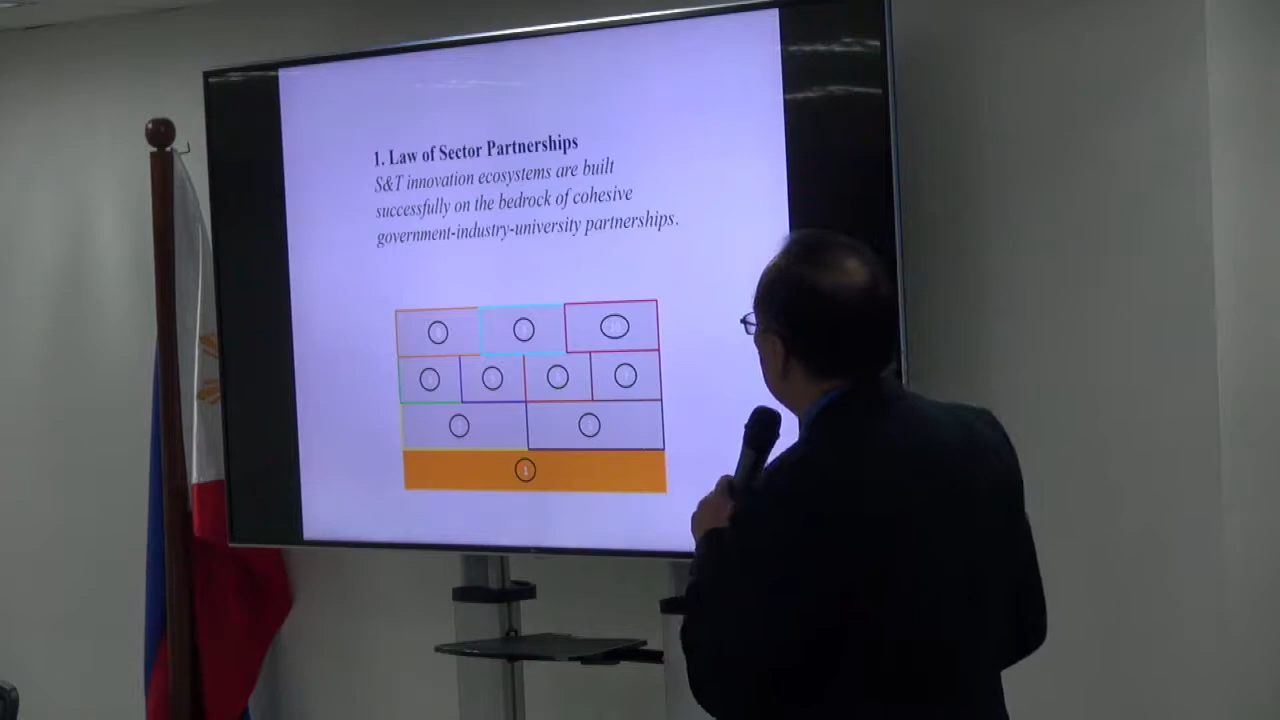 1. Law of Sector Partnerships
S&T innovation ecosystems are built
successfully on the bedrock of cohesive
government-industry-university partnerships.
1